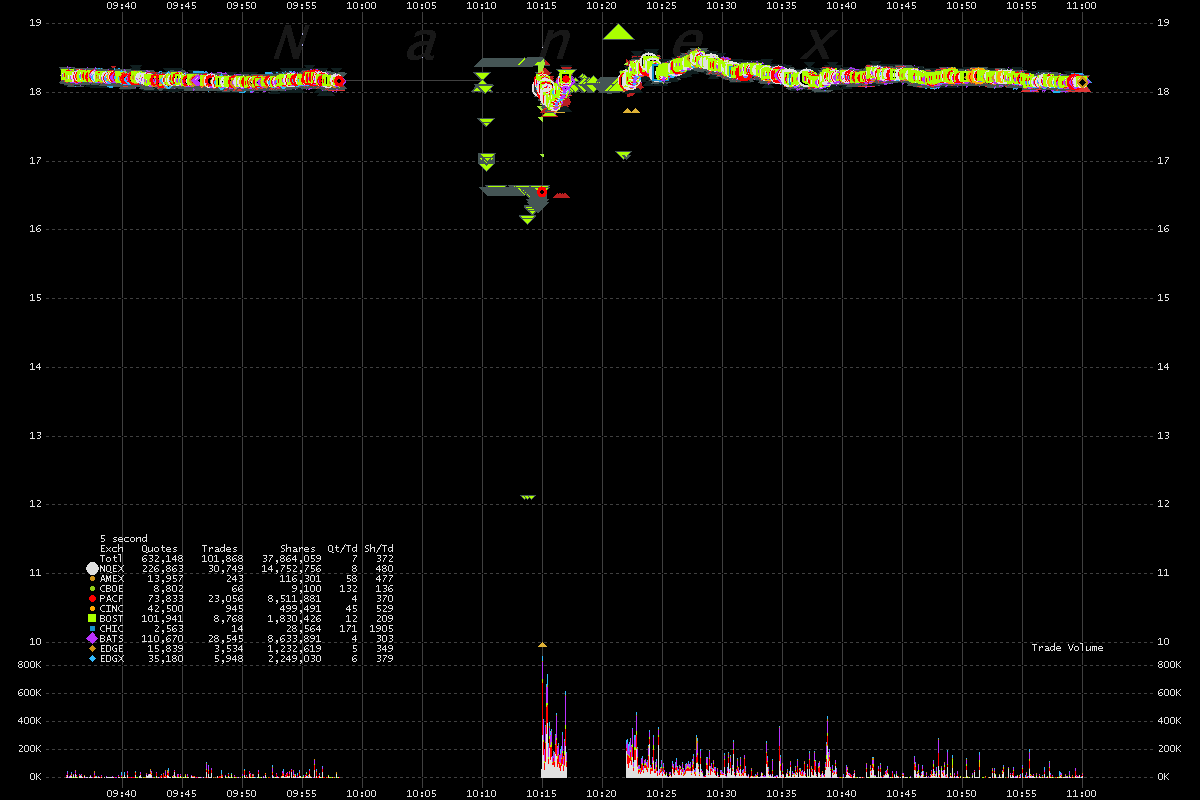 09:40 09:45 09:50 09:55 10:00 10:05 10:10 10:15 10:20 10:25 10:30 10:35 10:40 10:45 10:50 10:55 11:00
19 19
N a n e x
18 18
17 17
16 16
15 15
14 14
13 13
12 12
5 second
Exch Quotes Trades Shares Qt/Td Sh/Td
Totl 632,148 101,868 37,864,059 7 372
NQEX 226,863 30,749 14,752,756 8 480
11 11
AMEX 13,957 243 116,301 58 477
CBOE 8,802 66 9,100 132 136
PACF 73,833 23,056 8,511,881 4 370
CINC 42,500 945 499,491 45 529
BOST 101,941 8,768 1,830,426 12 209
CHIC 2,563 14 28,564 171 1905
BATS 110,670 28,545 8,633,891 4 303
10 10
EDGE 15,839 3,534 1,232,619 5 349
Trade Volume
EDGX 35,180 5,948 2,249,030 6 379
800K 800K
600K 600K
400K 400K
200K 200K
0K 0K
09:40 09:45 09:50 09:55 10:00 10:05 10:10 10:15 10:20 10:25 10:30 10:35 10:40 10:45 10:50 10:55 11:00